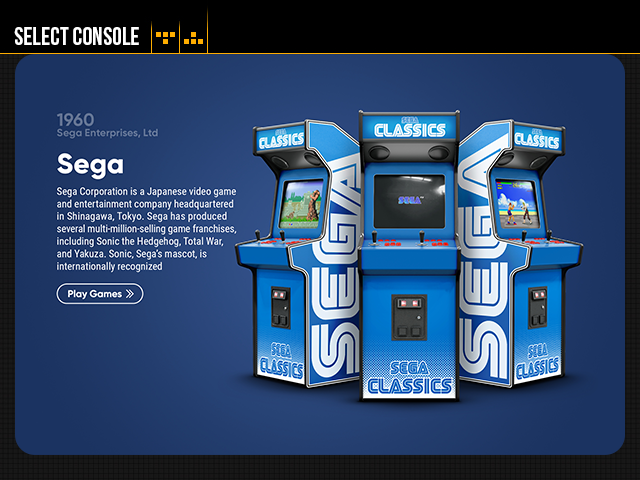 SELECT CONSOLE
1960
Sega Enterprises, Ltd
Sega
Sega Corporation is a Japanese video game
and entertainment company headquartered
in Shinagawa, Tokyo. Sega has produced
several multi-million-selling game franchises,
including Sonic the Hedgehog, Total War,
and Yakuza. Sonic, Sega's mascot, is
internationally recognized
Play Games
SEGA
CLASSICS
SEGA
CLASSICS
SEGA
CLASSICS
SEGA
SEGA
SEGA
SEGA
CLASSICS
SEGA
CLASSICS
SEGA
CLASSICS